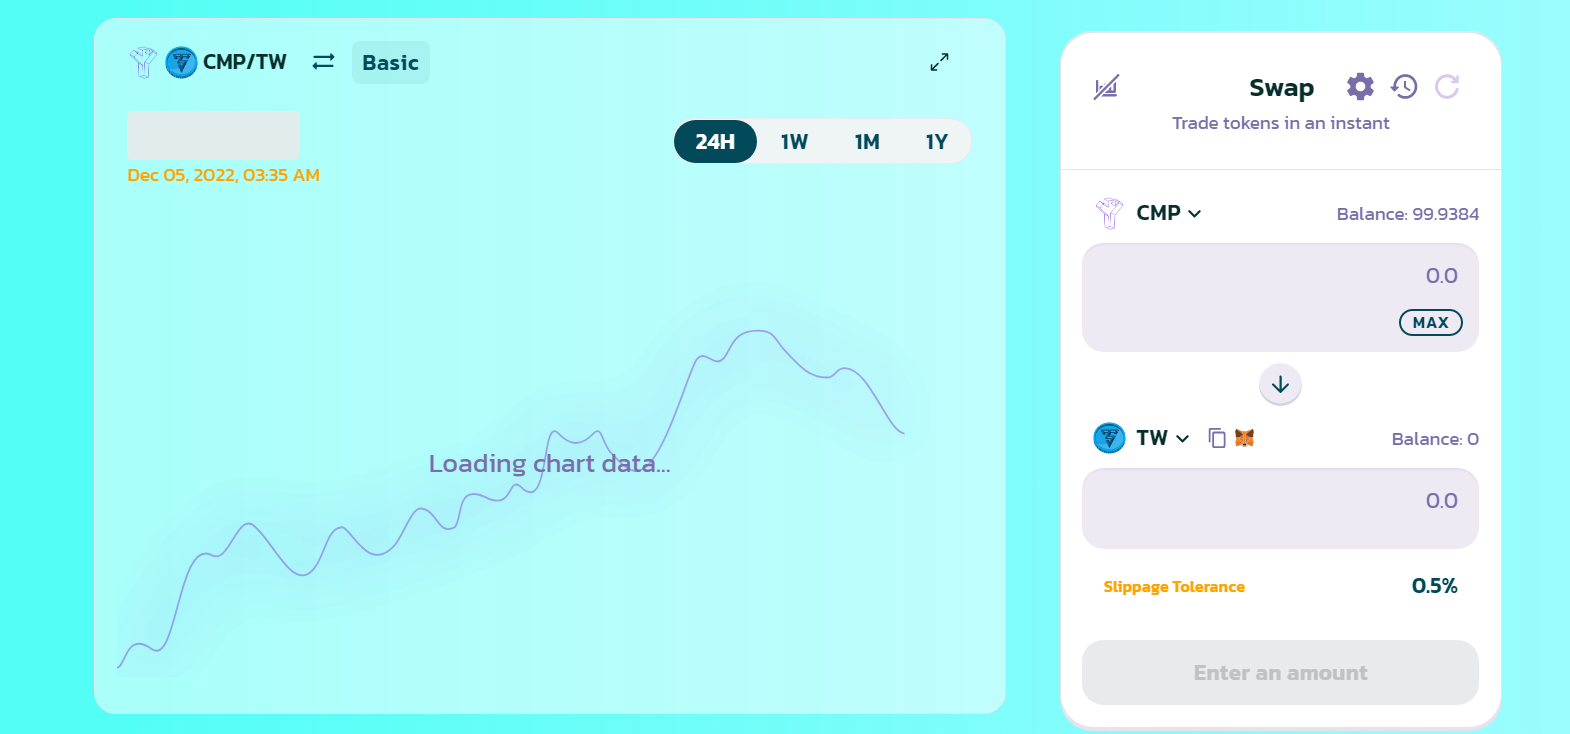 CMP/TW
Basic
24H
1W
1M
1Y
Dec 05, 2022, 03:35 AM
Loading chart data...
Swap
Trade tokens in an instant
CMP
Balance: 99.9384
0.0
MAX
TW
Balance: 0
0.0
Slippage Tolerance
0.5%
Enter an amount